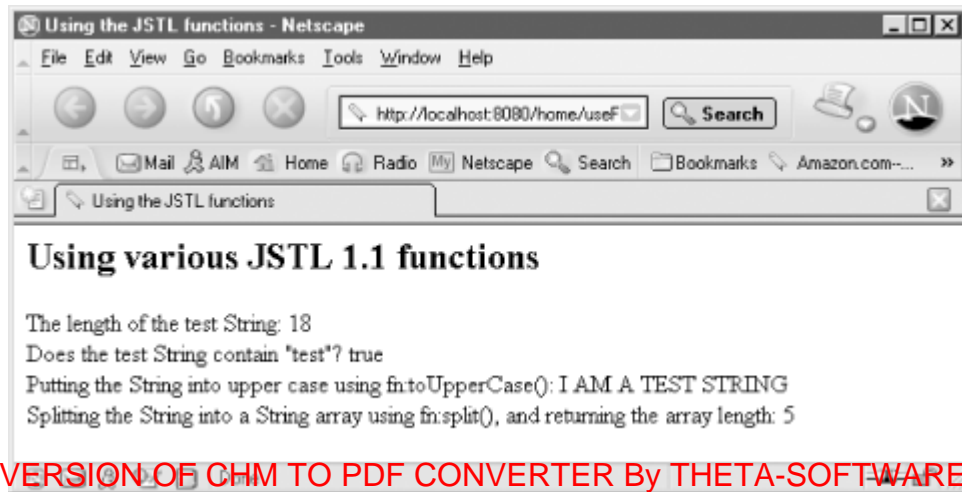 Using the JSTL functions - Netscape
File Edit View Go Bookmarks Tools Window Help
http://localhost:8080/home/useF Search N
Mail AIM Home Radio My Netscape Search Bookmarks Amazon.com--... »
Using the JSTL functions
Using various JSTL 1.1 functions
The length of the test String: 18
Does the test String contain "test"? true
Putting the String into upper case using fn:toUpperCase(): I AM A TEST STRING
Splitting the String into a String array using fn:split(), and returning the array length: 5
VERSION OF CHM TO PDF CONVERTER By THETA-SOFTWARE